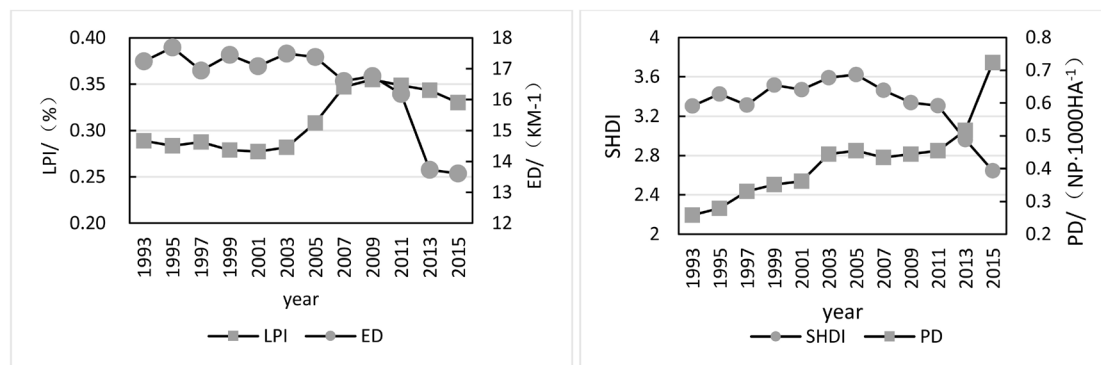 0.40
0.35
0.30
0.25
0.20
LPI/（%）
18
17
16
15
14
13
12
ED/（KM-1）
1993 1995 1997 1999 2001 2003 2005 2007 2009 2011 2013 2015
year
LPI ED
4
3.6
3.2
2.8
2.4
2
SHDI
0.8
0.7
0.6
0.5
0.4
0.3
0.2
PD/（NP·1000HA⁻¹）
1993 1995 1997 1999 2001 2003 2005 2007 2009 2011 2013 2015
year
SHDI PD